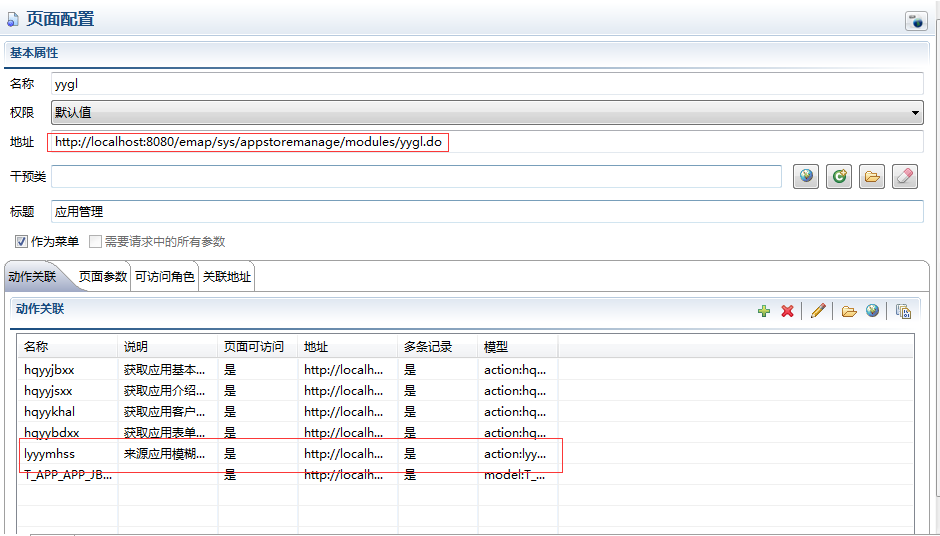 页面配置
基本属性
名称 yygl
权限 默认值
地址 http://localhost:8080/emap/sys/appstoremanage/modules/yygl.do
干预类
标题 应用管理
作为菜单 需要请求中的所有参数
动作关联 页面参数 可访问角色 关联地址
动作关联
名称 说明 页面可访问 地址 多条记录 模型
hqyyjbxx 获取应用基本... 是 http://localh... 是 action:hq...
hqyyjsxx 获取应用介绍... 是 http://localh... 是 action:hq...
hqyykhal 获取应用客户... 是 http://localh... 是 action:hq...
hqyybdxx 获取应用表单... 是 http://localh... 是 action:hq...
lyyymhss 来源应用模糊... 是 http://localh... 是 action:lyy...
T_APP_APP_JB... 是 http://localh... 是 model:T_...